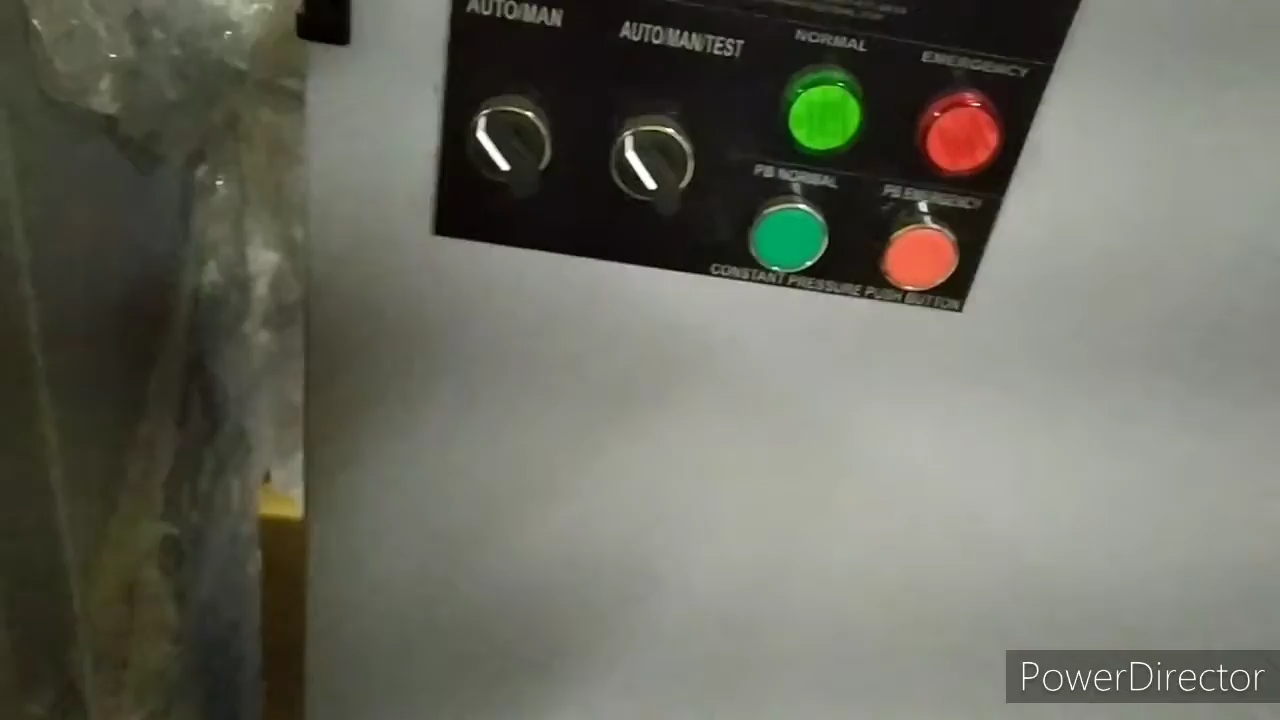 AUTO/MAN
AUTO/MAN/TEST
NORMAL
EMERGENCY
PB NORMAL
PB EMERGENCY
CONSTANT PRESSURE PUSH BUTTON
PowerDirector